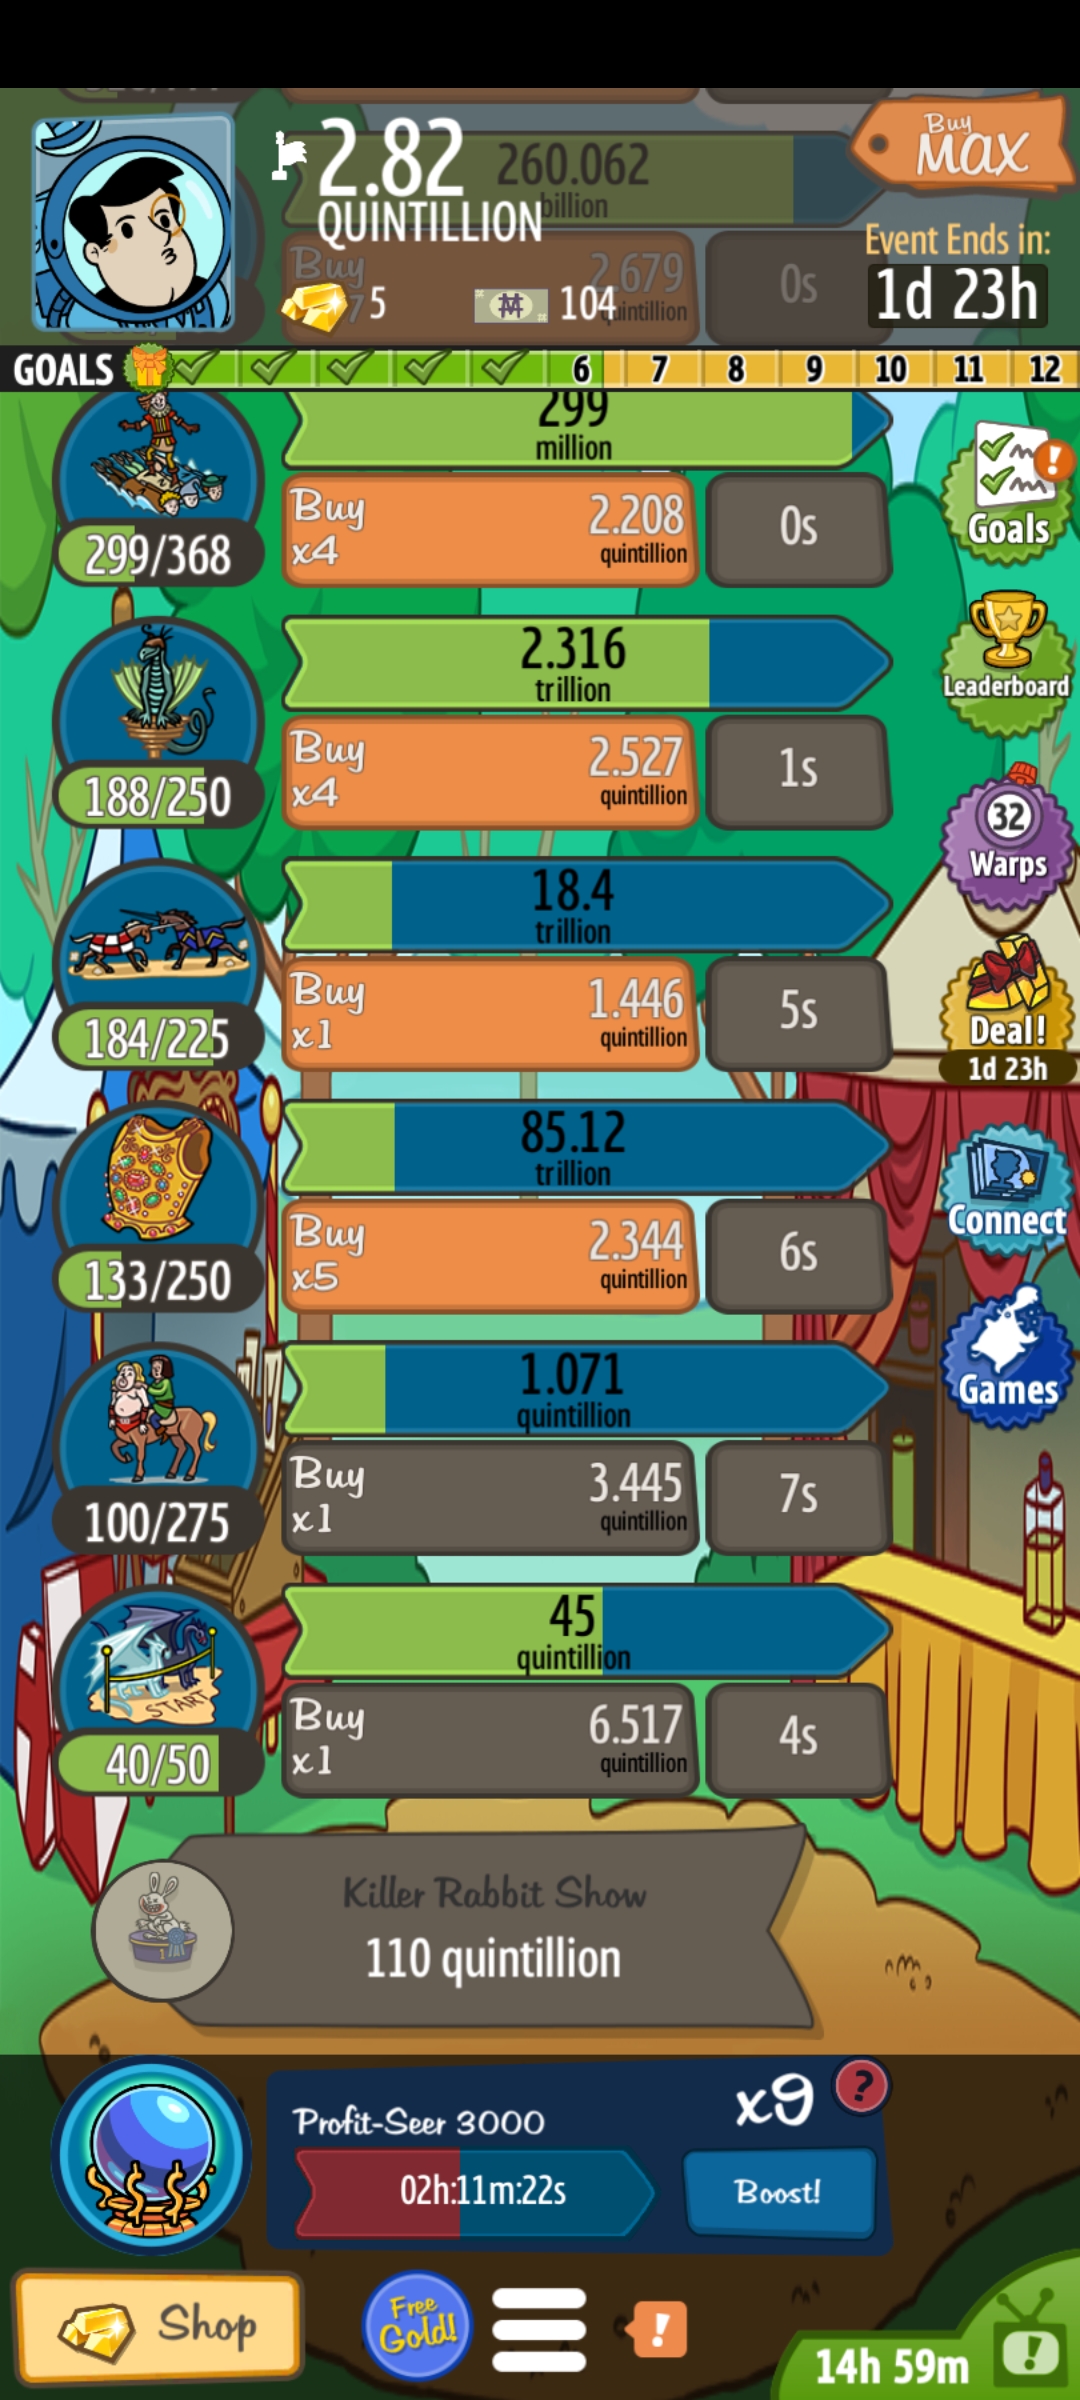 Buy
MAX
2.82
QUINTILLION
260.062
billion
Buy
2.679
quintillion
0s
Event Ends in:
1d 23h
5
104
GOALS
6
7
8
9
10
11
12
299
million
299/368
Buy
x4
2.208
quintillion
0s
Goals
2.316
trillion
188/250
Buy
x4
2.527
quintillion
1s
Leaderboard
32
Warps
18.4
trillion
184/225
Buy
x1
1.446
quintillion
5s
Deal!
1d 23h
85.12
trillion
133/250
Buy
x5
2.344
quintillion
6s
Connect
1.071
quintillion
100/275
Buy
x1
3.445
quintillion
7s
Games
45
quintillion
START
40/50
Buy
x1
6.517
quintillion
4s
Killer Rabbit Show
110 quintillion
Profit-Seer 3000
x9
?
02h:11m:22s
Boost!
Shop
Free
Gold!
!
14h 59m
!